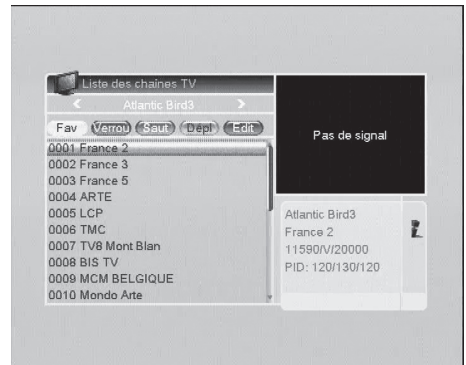 Liste des chaînes TV
Atlantic Bird3
Fav Verrou Saut Dépl Edit
0001 France 2
0002 France 3
0003 France 5
0004 ARTE
0005 LCP
0006 TMC
0007 TV8 Mont Blan
0008 BIS TV
0009 MCM BELGIQUE
0010 Mondo Arte
Pas de signal
Atlantic Bird3
France 2
11590/V/20000
PID: 120/130/120